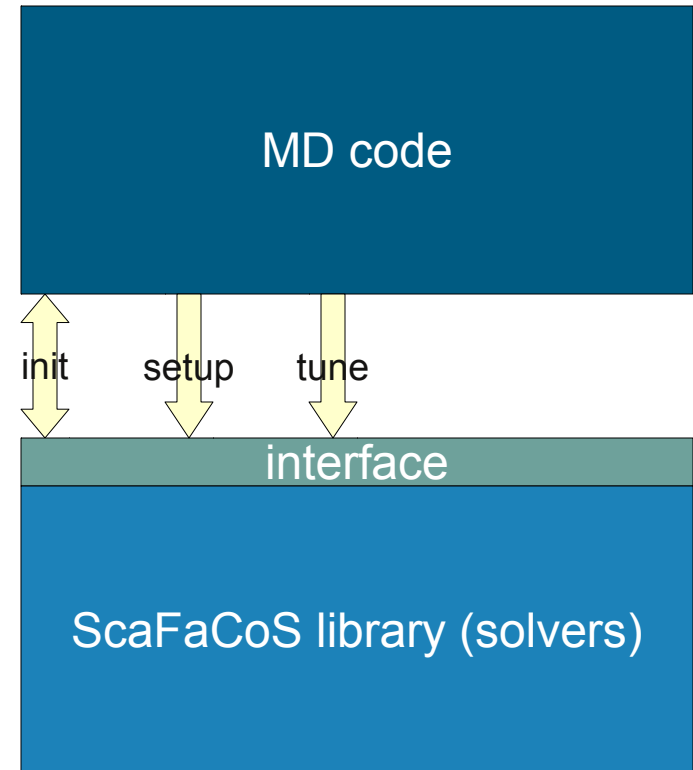 MD code
init setup tune
interface
ScaFaCoS library (solvers)